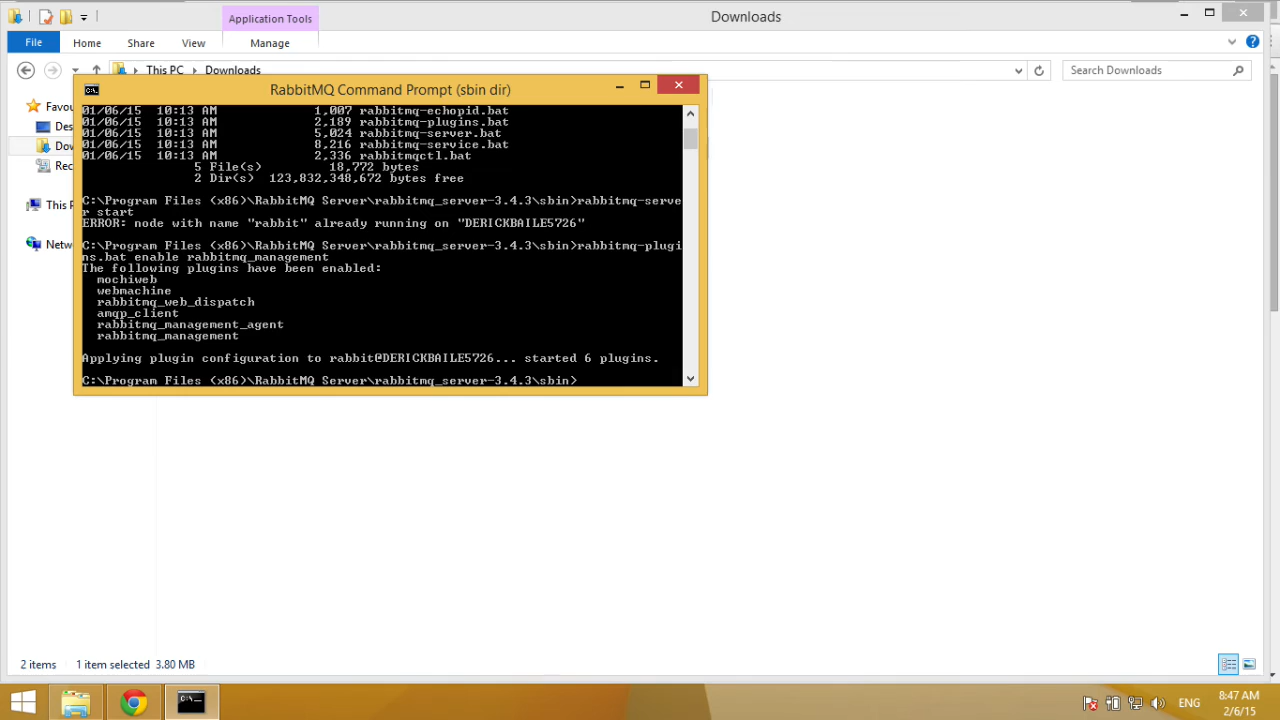 Application Tools
Downloads
File
Home
Share
View
Manage
This PC
Downloads
Search Downloads
RabbitMQ Command Prompt (sbin dir)
Favou
Des
Dow
Rec
This P
Netw
01/06/15 10:13 AM 1,007 rabbitmq-echopid.bat
01/06/15 10:13 AM 2,189 rabbitmq-plugins.bat
01/06/15 10:13 AM 5,024 rabbitmq-server.bat
01/06/15 10:13 AM 8,216 rabbitmq-service.bat
01/06/15 10:13 AM 2,336 rabbitmqctl.bat
5 File(s) 18,772 bytes
2 Dir(s) 123,832,348,672 bytes free
C:\Program Files (x86)\RabbitMQ Server\rabbitmq_server-3.4.3\sbin>rabbitmq-serve
r start
ERROR: node with name "rabbit" already running on "DERICKBAILE5726"
C:\Program Files (x86)\RabbitMQ Server\rabbitmq_server-3.4.3\sbin>rabbitmq-plugi
ns.bat enable rabbitmq_management
The following plugins have been enabled:
mochiweb
webmachine
rabbitmq_web_dispatch
amqp_client
rabbitmq_management_agent
rabbitmq_management
Applying plugin configuration to rabbit@DERICKBAILE5726... started 6 plugins.
C:\Program Files (x86)\RabbitMQ Server\rabbitmq_server-3.4.3\sbin>
2 items
1 item selected 3.80 MB
ENG
8:47 AM
2/6/15